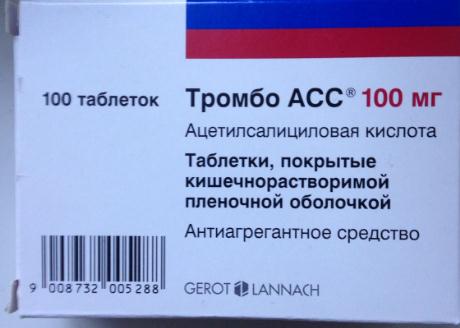 100 таблеток
Тромбо АСС® 100 мг
Ацетилсалициловая кислота
Таблетки, покрытые
кишечнорастворимой
пленочной оболочкой
Антиагрегантное средство
9 008732 005288
GEROT LANNACH